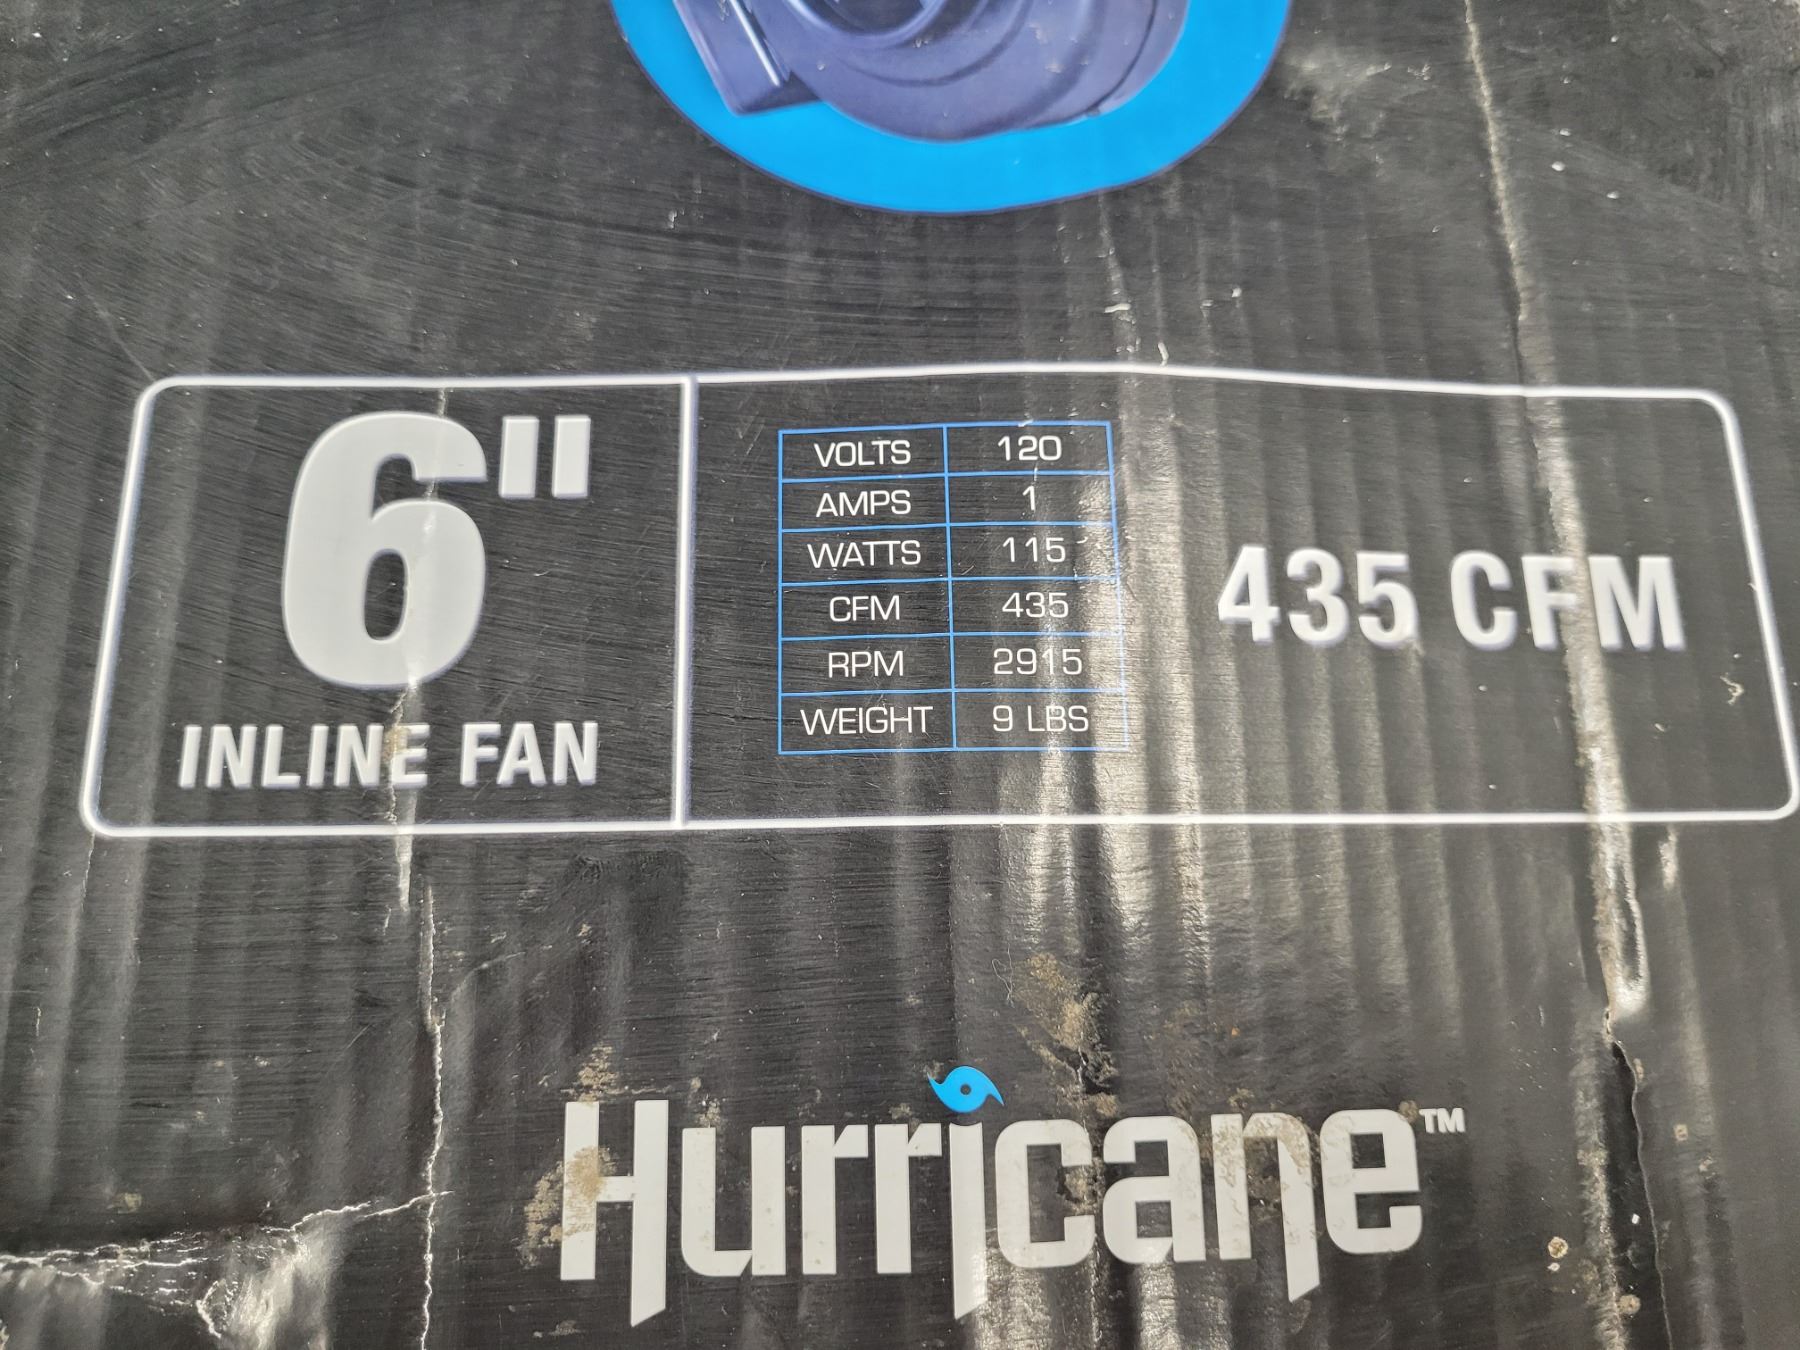 6"
INLINE FAN
VOLTS 120
AMPS 1
WATTS 115
CFM 435
RPM 2915
WEIGHT 9 LBS
435 CFM
Hurricane™